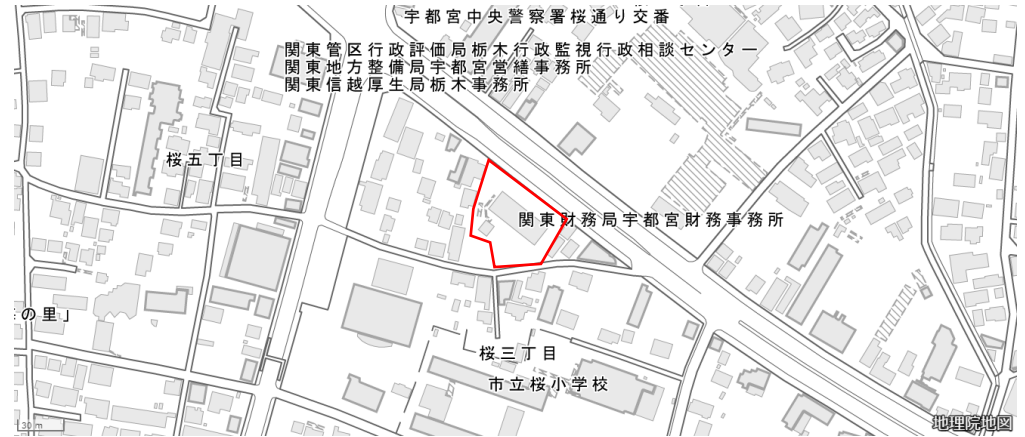 宇都宮中央警察署桜通り交番
関東管区行政評価局栃木行政監視行政相談センター
関東地方整備局宇都宮営繕事務所
関東信越厚生局栃木事務所
桜五丁目
関東財務局宇都宮財務事務所
の里」
桜三丁目
市立桜小学校
30 m
地理院地図